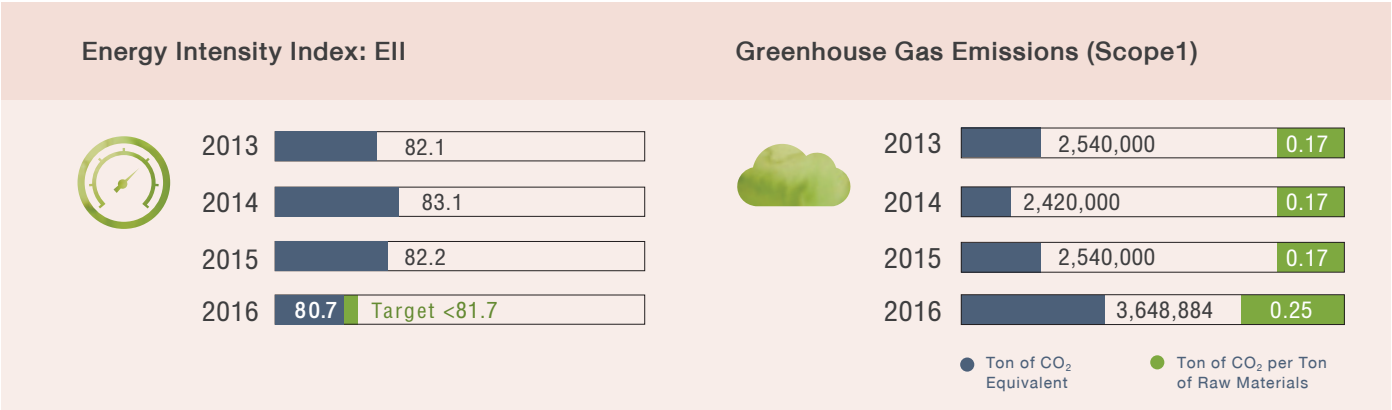 Energy Intensity Index: EII
2013
82.1
2014
83.1
2015
82.2
2016
80.7
Target <81.7
Greenhouse Gas Emissions (Scope1)
2013
2,540,000
0.17
2014
2,420,000
0.17
2015
2,540,000
0.17
2016
3,648,884
0.25
Ton of CO₂
Equivalent
Ton of CO₂ per Ton
of Raw Materials